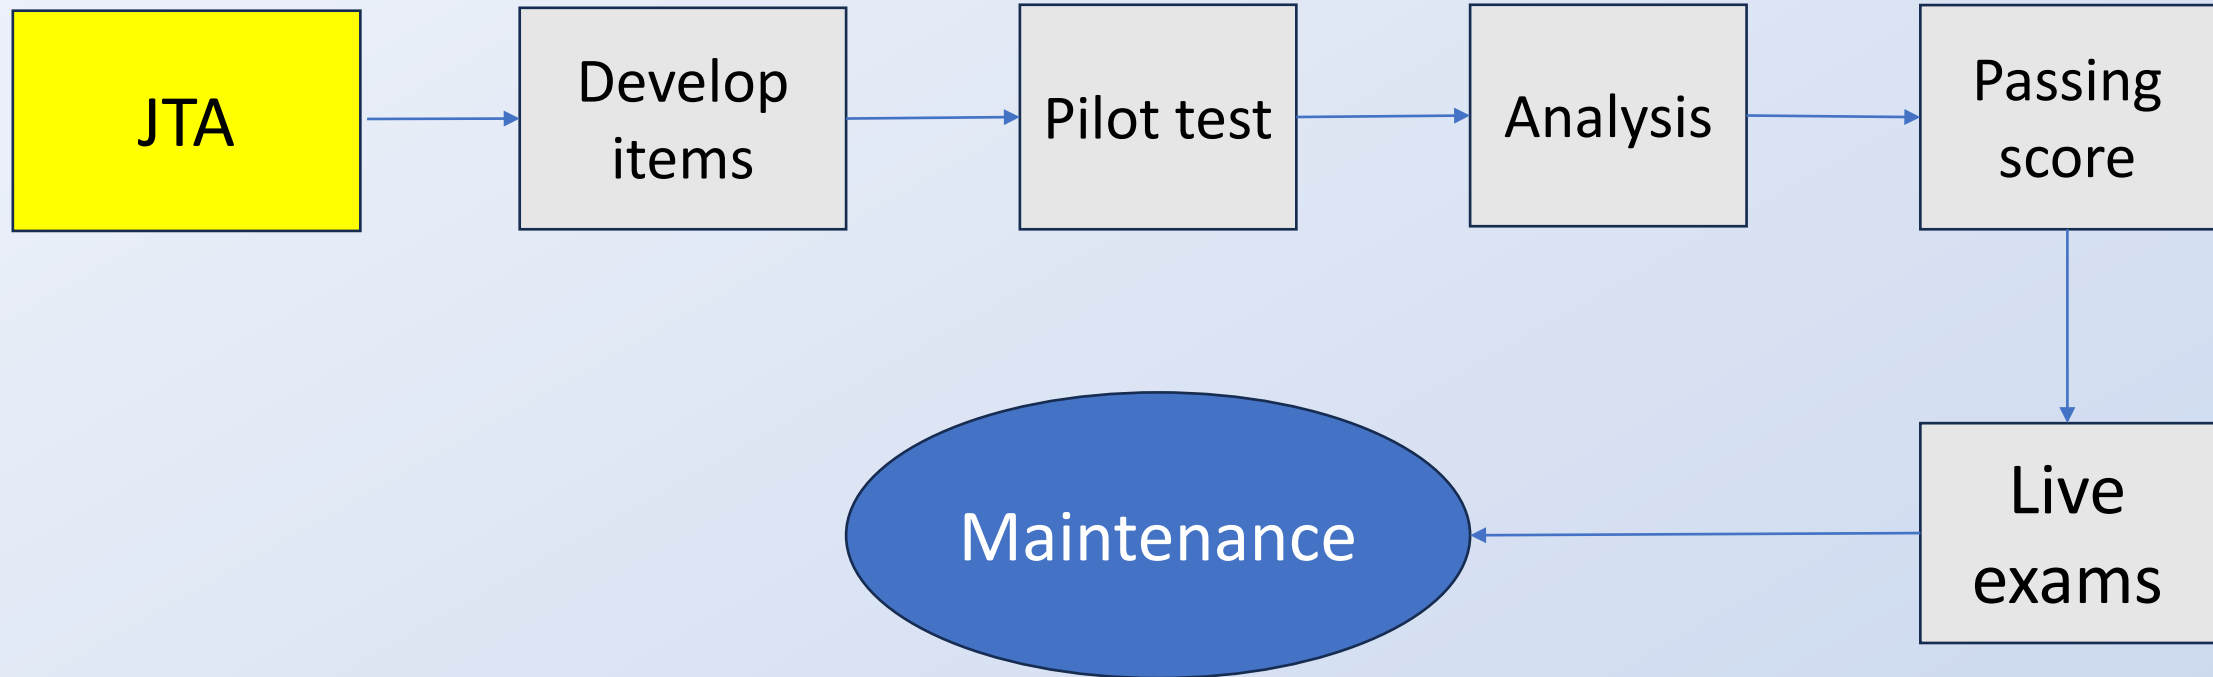 JTA
Develop
items
Pilot test
Analysis
Passing
score
Live
exams
Maintenance